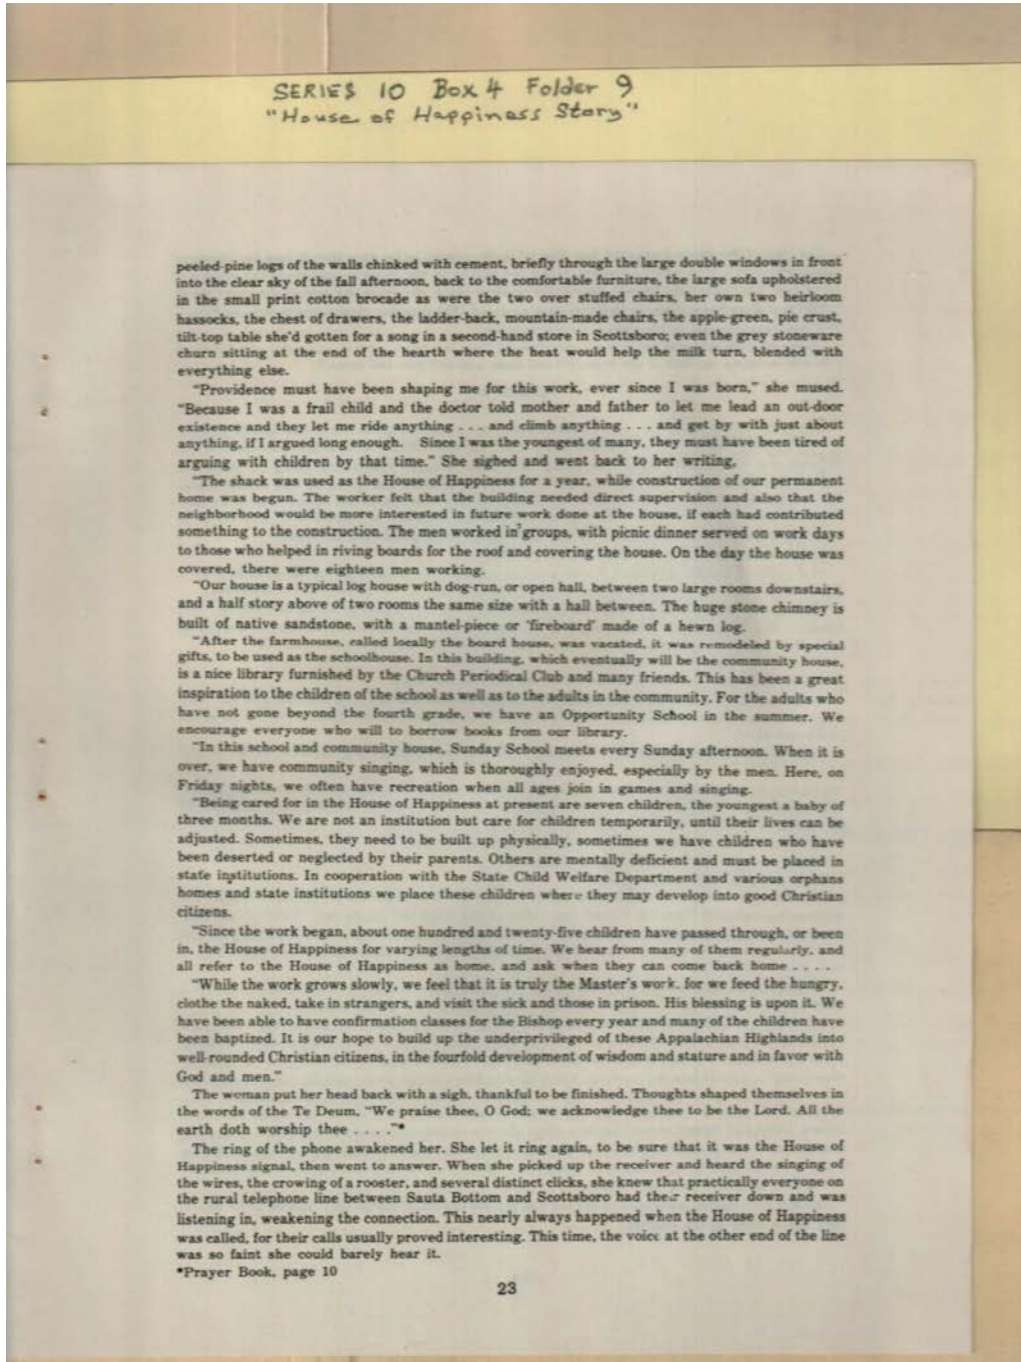 SERIES 10 Box 4 Folder 9
"House of Happiness Story"
peeled-pine logs of the walls chinked with cement, briefly through the large double windows in front
into the clear sky of the fall afternoon, back to the comfortable furniture, the large sofa upholstered
in the small print cotton brocade as were the two over stuffed chairs, her own two heirloom
hassocks, the chest of drawers, the ladder-back, mountain-made chairs, the apple-green, pie crust,
tilt-top table she'd gotten for a song in a second-hand store in Scottsboro; even the grey stoneware
churn sitting at the end of the hearth where the heat would help the milk turn, blended with
everything else.
"Providence must have been shaping me for this work, ever since I was born," she mused.
"Because I was a frail child and the doctor told mother and father to let me lead an out-door
existence and they let me ride anything . . . and climb anything . . . and get by with just about
anything, if I argued long enough. Since I was the youngest of many, they must have been tired of
arguing with children by that time." She sighed and went back to her writing,
"The shack was used as the House of Happiness for a year, while construction of our permanent
home was begun. The worker felt that the building needed direct supervision and also that the
neighborhood would be more interested in future work done at the house, if each had contributed
something to the construction. The men worked in groups, with picnic dinner served on work days
to those who helped in riving boards for the roof and covering the house. On the day the house was
covered, there were eighteen men working.
"Our house is a typical log house with dog-run, or open hall, between two large rooms downstairs,
and a half story above of two rooms the same size with a hall between. The huge stone chimney is
built of native sandstone, with a mantel-piece or 'fireboard' made of a hewn log.
"After the farmhouse, called locally the board house, was vacated, it was remodeled by special
gifts, to be used as the schoolhouse. In this building, which eventually will be the community house,
is a nice library furnished by the Church Periodical Club and many friends. This has been a great
inspiration to the children of the school as well as to the adults in the community. For the adults who
have not gone beyond the fourth grade, we have an Opportunity School in the summer. We
encourage everyone who will to borrow books from our library.
"In this school and community house, Sunday School meets every Sunday afternoon. When it is
over, we have community singing, which is thoroughly enjoyed, especially by the men. Here, on
Friday nights, we often have recreation when all ages join in games and singing.
"Being cared for in the House of Happiness at present are seven children, the youngest a baby of
three months. We are not an institution but care for children temporarily, until their lives can be
adjusted. Sometimes, they need to be built up physically, sometimes we have children who have
been deserted or neglected by their parents. Others are mentally deficient and must be placed in
state institutions. In cooperation with the State Child Welfare Department and various orphans
homes and state institutions we place these children where they may develop into good Christian
citizens.
"Since the work began, about one hundred and twenty-five children have passed through, or been
in, the House of Happiness for varying lengths of time. We hear from many of them regularly, and
all refer to the House of Happiness as home, and ask when they can come back home . . . .
"While the work grows slowly, we feel that it is truly the Master's work, for we feed the hungry,
clothe the naked, take in strangers, and visit the sick and those in prison. His blessing is upon it. We
have been able to have confirmation classes for the Bishop every year and many of the children have
been baptized. It is our hope to build up the underprivileged of these Appalachian Highlands into
well-rounded Christian citizens, in the fourfold development of wisdom and stature and in favor with
God and men."
The woman put her head back with a sigh, thankful to be finished. Thoughts shaped themselves in
the words of the Te Deum, "We praise thee, O God; we acknowledge thee to be the Lord. All the
earth doth worship thee . . . ."*
The ring of the phone awakened her. She let it ring again, to be sure that it was the House of
Happiness signal, then went to answer. When she picked up the receiver and heard the singing of
the wires, the crowing of a rooster, and several distinct clicks, she knew that practically everyone on
the rural telephone line between Sauta Bottom and Scottsboro had their receiver down and was
listening in, weakening the connection. This nearly always happened when the House of Happiness
was called, for their calls usually proved interesting. This time, the voice at the other end of the line
was so faint she could barely hear it.
*Prayer Book, page 10
23